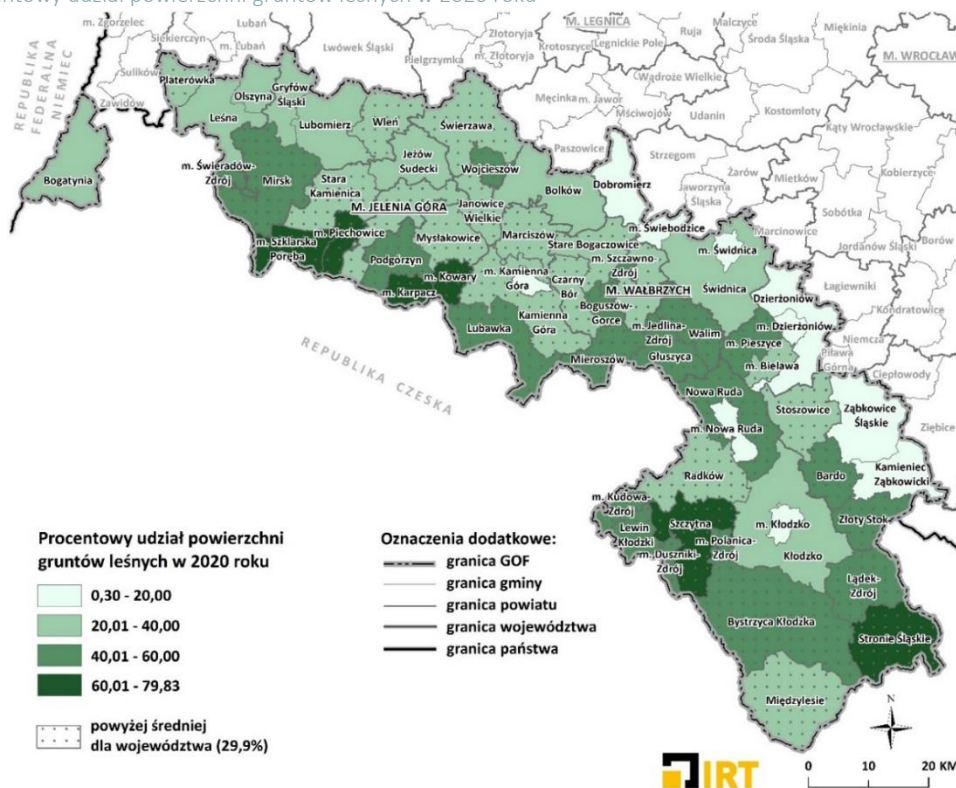 untowy udział powierzchni gruntów leśnych w 2020 roku
m. Zgorzelec
Lubań
Siekierczyn
m. Lubań
Sulików
Zawidów
Platerówka
REPUBLIKA
FEDERALNA
NIEMIEC
Lwówek Śląski
Pielgrzymka
Złotoryja
m. Złotoryja
M. LEGNICA
Krotoszyce
Legnickie Pole
Ruja
Malczyce
Środa Śląska
Miękinia
M. WROCŁAW
Męcinka
m. Jawor
Mściwojów
Wądroże Wielkie
Udanin
Kostomłoty
Kąty Wrocławskie
Kobierzyce
Paszowice
Strzegom
Żarów
Mietków
Jaworzyna
Śląska
Sobótka
Marcinowice
Jordanów Śląski
Borów
Łagiewniki
Kondratowice
Niemcza
Piława
Górna
Ciepłowody
Ziębice
Bogatynia
Leśna
Olszyna
Gryfów
Śląski
Lubomierz
Wleń
Świerzawa
m. Świeradów-
Zdrój
Mirsk
Stara
Kamienica
Jeżów
Sudecki
Wojcieszów
Bolków
Dobromierz
M. JELENIA GÓRA
Janowice
Wielkie
m. Piechowice
m. Szklarska
Poręba
Podgórzyn
Mysłakowice
Marciszów
Stare Bogaczowice
m. Świebodzice
m. Świdnica
Świdnica
m. Szczawno-
Zdrój
m. Kowary
m. Karpacz
m. Kamienna
Góra
Czarny
Bór
M. WAŁBRZYCH
Dzierżoniów
m. Dzierżoniów
Lubawka
Kamienna
Góra
Boguszów-
Gorce
m. Jedlina-
Zdrój
Walim
m. Pieszyce
Mieroszów
Głuszyca
m. Bielawa
REPUBLIKA CZESKA
Nowa Ruda
m. Nowa Ruda
Stoszowice
Ząbkowice
Śląskie
Kamieniec
Ząbkowicki
Bardo
Radków
Złoty Stok
m. Kudowa-
Zdrój
Lewin
Kłodzki
Szczytna
m. Polanica-
Zdrój
m. Duszniki-
Zdrój
m. Kłodzko
Kłodzko
Lądek-
Zdrój
Bystrzyca Kłodzka
Stronie Śląskie
Międzylesie
Procentowy udział powierzchni
gruntów leśnych w 2020 roku
0,30 - 20,00
20,01 - 40,00
40,01 - 60,00
60,01 - 79,83
powyżej średniej
dla województwa (29,9%)
Oznaczenia dodatkowe:
granica GOF
granica gminy
granica powiatu
granica województwa
granica państwa
N
IRT
0 10 20 KM